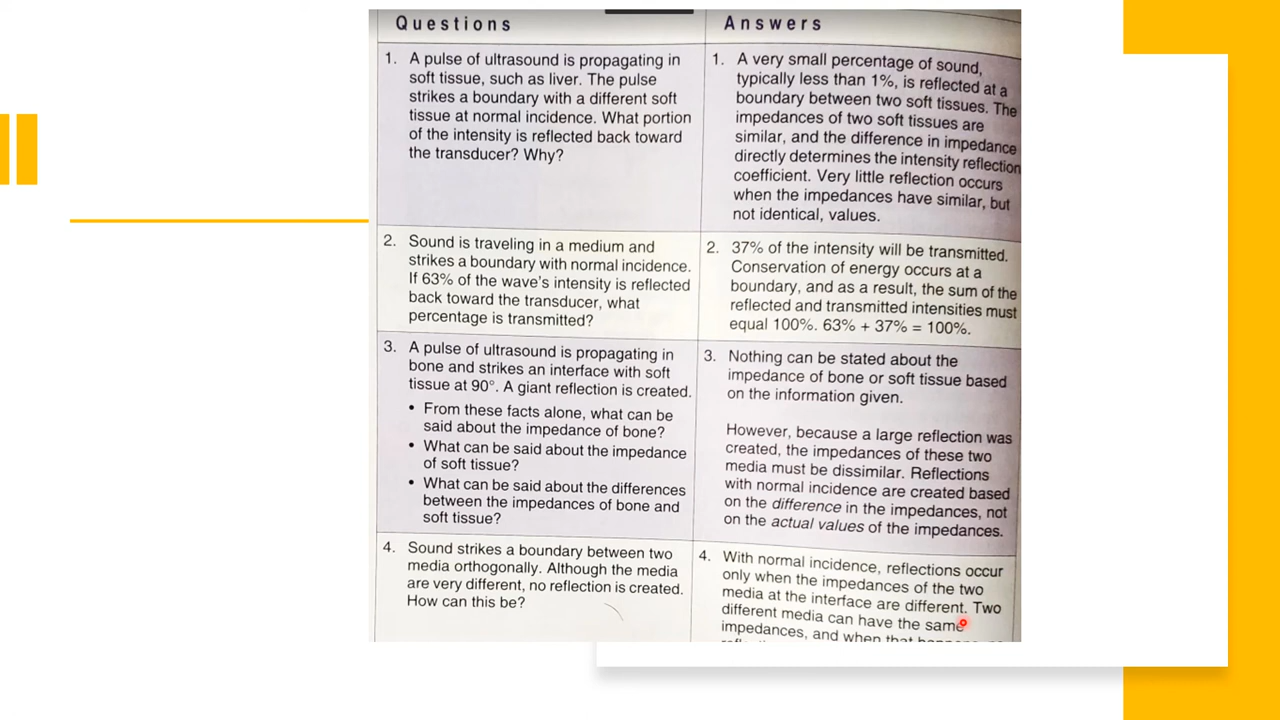 Questions
Answers
1. A pulse of ultrasound is propagating in
soft tissue, such as liver. The pulse
strikes a boundary with a different soft
tissue at normal incidence. What portion
of the intensity is reflected back toward
the transducer? Why?
1. A very small percentage of sound,
typically less than 1%, is reflected at a
boundary between two soft tissues. The
impedances of two soft tissues are
similar, and the difference in impedance
directly determines the intensity reflection
coefficient. Very little reflection occurs
when the impedances have similar, but
not identical, values.
2. Sound is traveling in a medium and
strikes a boundary with normal incidence.
If 63% of the wave's intensity is reflected
back toward the transducer, what
percentage is transmitted?
2. 37% of the intensity will be transmitted.
Conservation of energy occurs at a
boundary, and as a result, the sum of the
reflected and transmitted intensities must
equal 100%. 63% + 37% = 100%.
3. A pulse of ultrasound is propagating in
bone and strikes an interface with soft
tissue at 90°. A giant reflection is created.
• From these facts alone, what can be
said about the impedance of bone?
• What can be said about the impedance
of soft tissue?
• What can be said about the differences
between the impedances of bone and
soft tissue?
3. Nothing can be stated about the
impedance of bone or soft tissue based
on the information given.
However, because a large reflection was
created, the impedances of these two
media must be dissimilar. Reflections
with normal incidence are created based
on the difference in the impedances, not
on the actual values of the impedances.
4. Sound strikes a boundary between two
media orthogonally. Although the media
are very different, no reflection is created.
How can this be?
4. With normal incidence, reflections occur
only when the impedances of the two
media at the interface are different. Two
different media can have the same
impedances, and when that